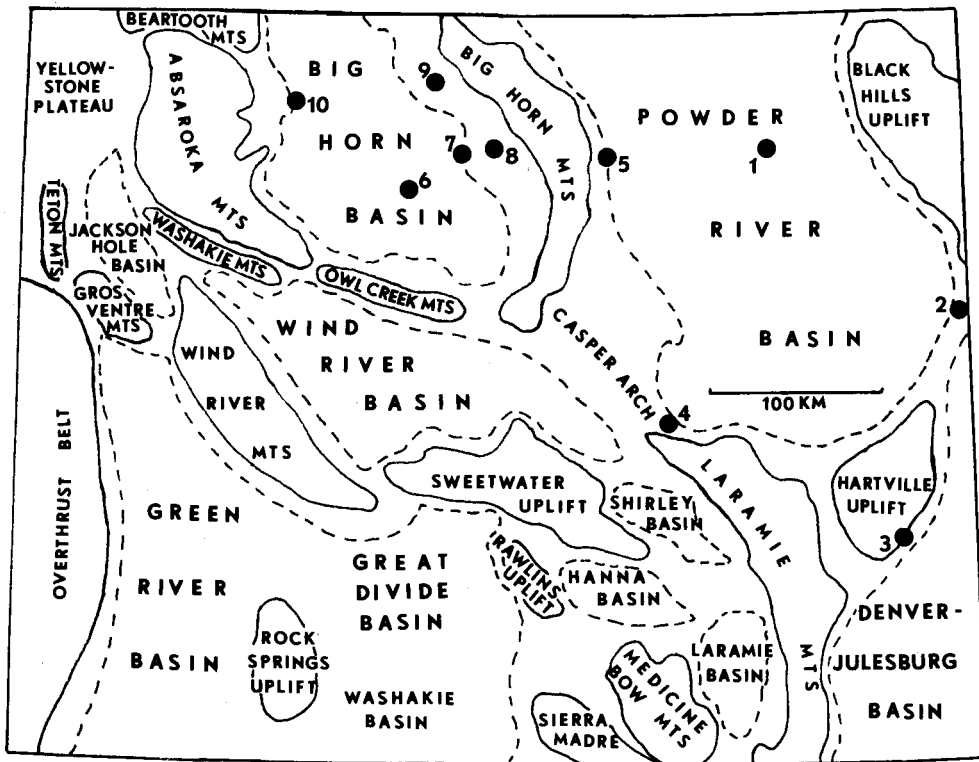 BEARTOOTH
MTS
YELLOW-
STONE
PLATEAU
ABSAROKA
MTS
BIG
HORN
BASIN
10
9
7
8
6
BIG
HORN
MTS
5
POWDER
1
RIVER
BASIN
BLACK
HILLS
UPLIFT
2
TETON MTS
JACKSON
HOLE
BASIN
WASHAKIE MTS
OWL CREEK MTS
GROS
VENTRE
MTS
WIND
RIVER
MTS
WIND
RIVER
BASIN
CASPER ARCH
100 KM
4
OVERTHRUST BELT
GREEN
RIVER
BASIN
SWEETWATER
UPLIFT
SHIRLEY
BASIN
LARAMIE
MTS
HARTVILLE
UPLIFT
3
GREAT
DIVIDE
BASIN
RAWLINS
UPLIFT
HANNA
BASIN
ROCK
SPRINGS
UPLIFT
WASHAKIE
BASIN
SIERRA
MADRE
MEDICINE
BOW MTS
LARAMIE
BASIN
DENVER-
JULESBURG
BASIN